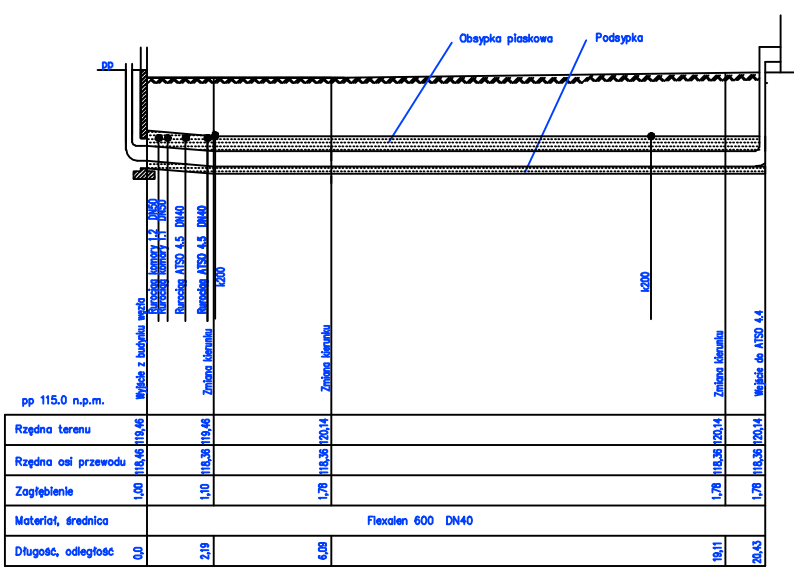 Obsypka piaskowa
Podsypka
pp
Rurociąg komory 1.2 DN50
Rurociąg komory 1.1 DN50
Rurociąg ATSO 4.5 DN40
Rurociąg ATSO 4.5 DN40
k200
k200
Wyjście z budynku węzła
Zmiana kierunku
Zmiana kierunku
Zmiana kierunku
Wejście do ATSO 4.4
pp 115.0 n.p.m.
Rzędna terenu 119,46 119,46 120,14 120,14 120,14
Rzędna osi przewodu 118,46 118,36 118,36 118,36 118,36
Zagłębienie 1,00 1,10 1,78 1,78 1,78
Materiał, średnica Flexalen 600 DN40
Długość, odległość 0,0 2,19 6,09 19,11 20,43